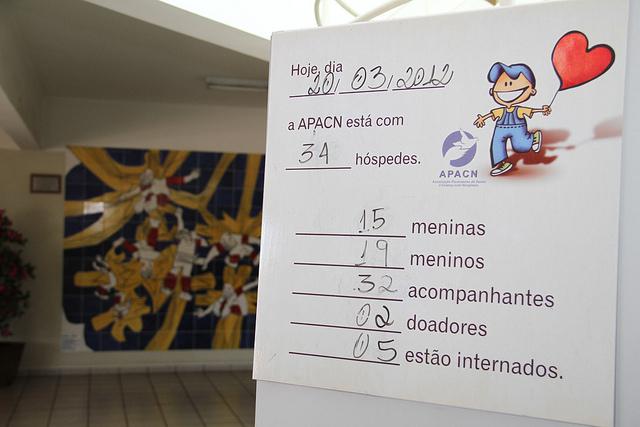 Hoje, dia
20, 03, 2012
a APACN está com
34 hóspedes.
APACN
15 meninas
19 meninos
32 acompanhantes
02 doadores
05 estão internados.